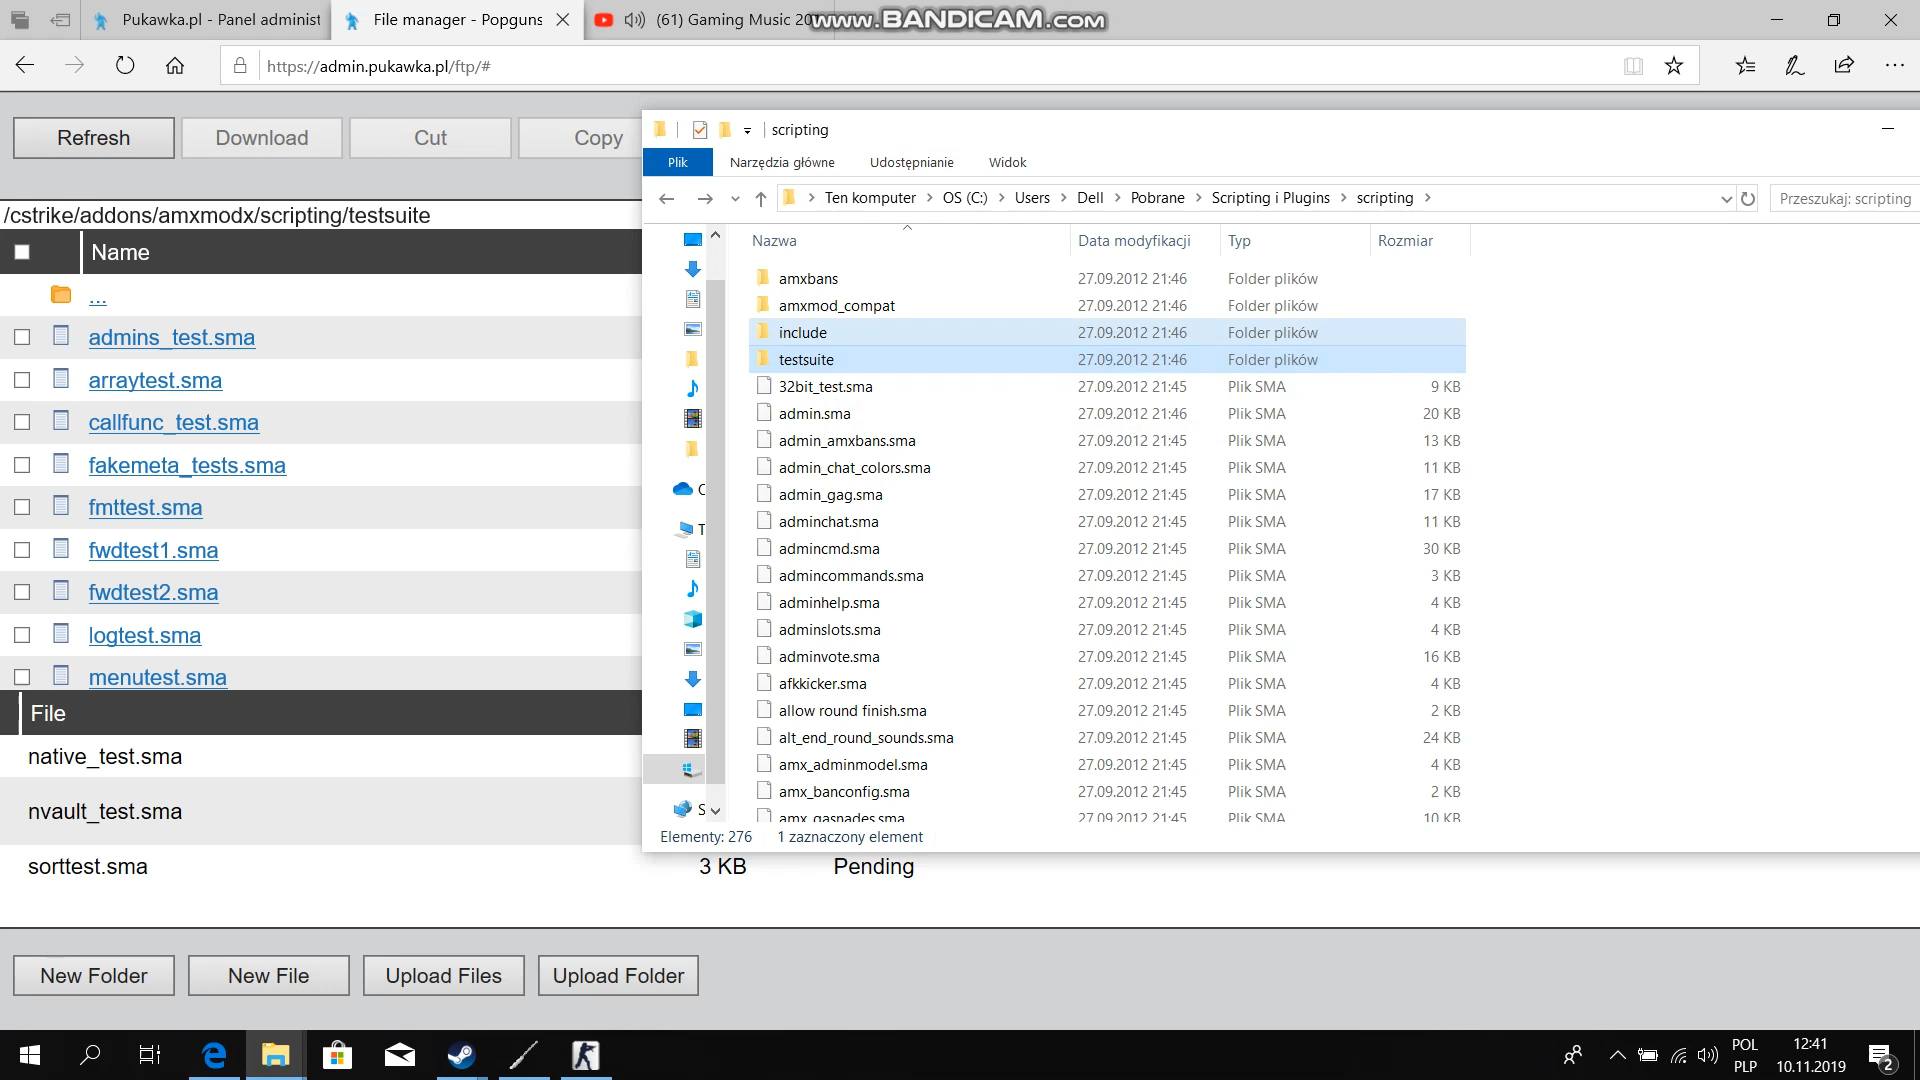 Pukawka.pl - Panel administ
File manager - Popguns
(61) Gaming Music 20
www.BANDICAM.com
https://admin.pukawka.pl/ftp/#
Refresh
Download
Cut
Copy
/cstrike/addons/amxmodx/scripting/testsuite
Name
...
admins_test.sma
arraytest.sma
callfunc_test.sma
fakemeta_tests.sma
fmttest.sma
fwdtest1.sma
fwdtest2.sma
logtest.sma
menutest.sma
File
native_test.sma
nvault_test.sma
sorttest.sma 3 KB Pending
New Folder
New File
Upload Files
Upload Folder
scripting
Plik
Narzędzia główne
Udostępnianie
Widok
Ten komputer
OS (C:)
Users
Dell
Pobrane
Scripting i Plugins
scripting
Przeszukaj: scripting
Nazwa Data modyfikacji Typ Rozmiar
amxbans 27.09.2012 21:46 Folder plików
amxmod_compat 27.09.2012 21:46 Folder plików
include 27.09.2012 21:46 Folder plików
testsuite 27.09.2012 21:46 Folder plików
32bit_test.sma 27.09.2012 21:45 Plik SMA 9 KB
admin.sma 27.09.2012 21:46 Plik SMA 20 KB
admin_amxbans.sma 27.09.2012 21:45 Plik SMA 13 KB
admin_chat_colors.sma 27.09.2012 21:45 Plik SMA 11 KB
admin_gag.sma 27.09.2012 21:45 Plik SMA 17 KB
adminchat.sma 27.09.2012 21:45 Plik SMA 11 KB
admincmd.sma 27.09.2012 21:45 Plik SMA 30 KB
admincommands.sma 27.09.2012 21:45 Plik SMA 3 KB
adminhelp.sma 27.09.2012 21:45 Plik SMA 4 KB
adminslots.sma 27.09.2012 21:45 Plik SMA 4 KB
adminvote.sma 27.09.2012 21:45 Plik SMA 16 KB
afkkicker.sma 27.09.2012 21:45 Plik SMA 4 KB
allow round finish.sma 27.09.2012 21:45 Plik SMA 2 KB
alt_end_round_sounds.sma 27.09.2012 21:45 Plik SMA 24 KB
amx_adminmodel.sma 27.09.2012 21:45 Plik SMA 4 KB
amx_banconfig.sma 27.09.2012 21:45 Plik SMA 2 KB
amx_gasnades.sma 27.09.2012 21:45 Plik SMA 10 KB
T
S
Elementy: 276 1 zaznaczony element
POL
PLP
12:41
10.11.2019
2